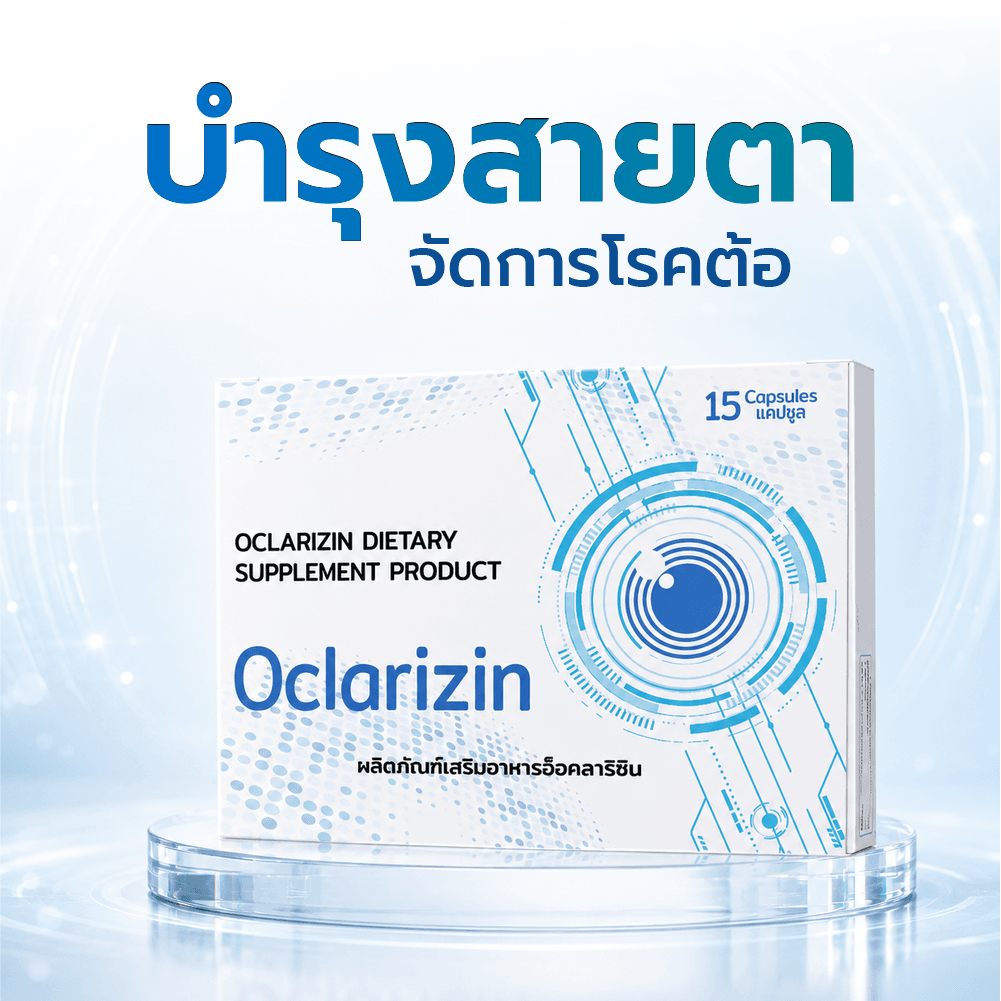 บำรุงสายตา
จัดการโรคต้อ
15 Capsules
แคปซูล
OCLARIZIN DIETARY
SUPPLEMENT PRODUCT
Oclarizin
ผลิตภัณฑ์เสริมอาหารอ็อคลาริซิน